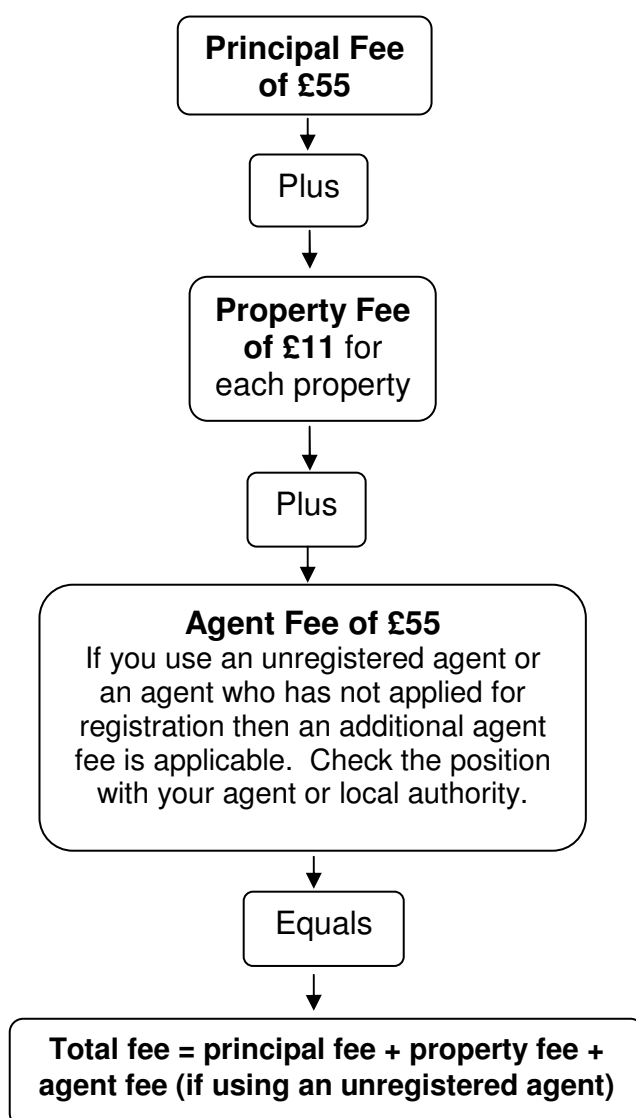 Principal Fee
of £55
Plus
Property Fee
of £11 for
each property
Plus
Agent Fee of £55
If you use an unregistered agent or
an agent who has not applied for
registration then an additional agent
fee is applicable.  Check the position
with your agent or local authority.
Equals
Total fee = principal fee + property fee +
agent fee (if using an unregistered agent)